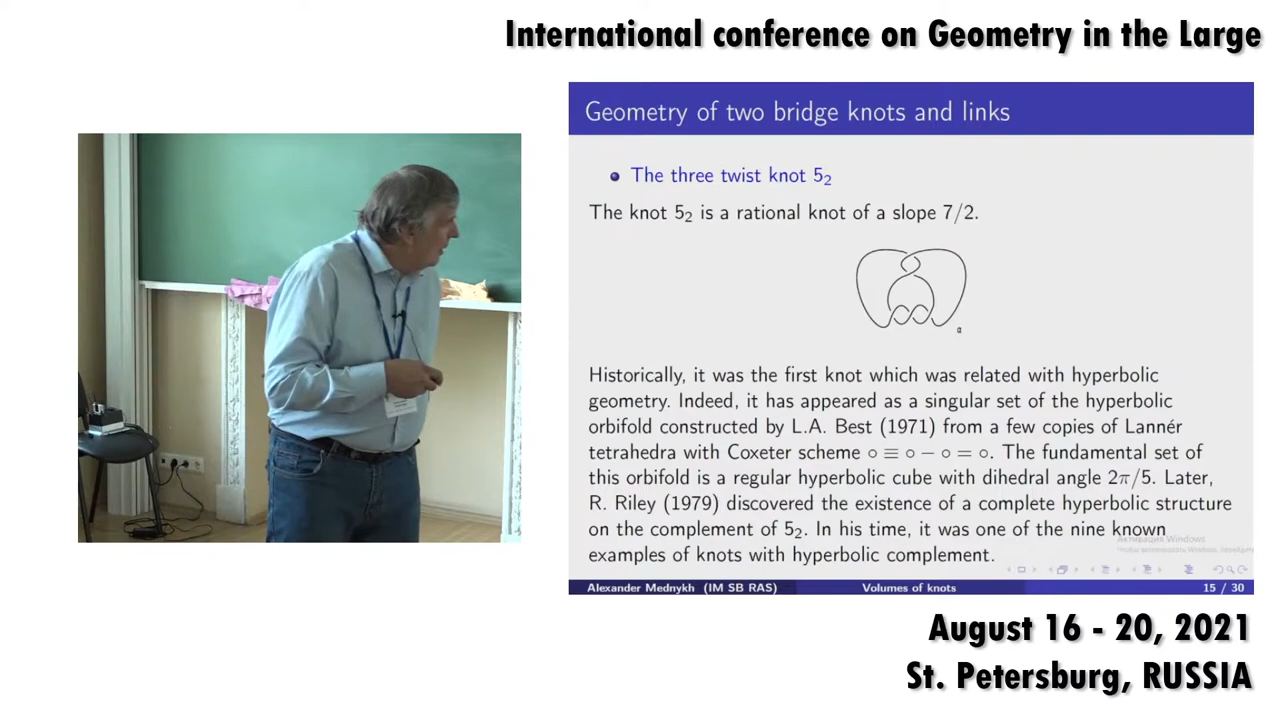 International conference on Geometry in the Large
Geometry of two bridge knots and links
The three twist knot 5₂
The knot 5₂ is a rational knot of a slope 7/2.
α
Historically, it was the first knot which was related with hyperbolic
geometry. Indeed, it has appeared as a singular set of the hyperbolic
orbifold constructed by L.A. Best (1971) from a few copies of Lannér
tetrahedra with Coxeter scheme ∘ ≡ ∘ − ∘ = ∘. The fundamental set of
this orbifold is a regular hyperbolic cube with dihedral angle 2π/5. Later,
R. Riley (1979) discovered the existence of a complete hyperbolic structure
on the complement of 5₂. In his time, it was one of the nine known
examples of knots with hyperbolic complement.
Активация Windows
Alexander Mednykh (IM SB RAS) Volumes of knots 15 / 30
August 16 - 20, 2021
St. Petersburg, RUSSIA